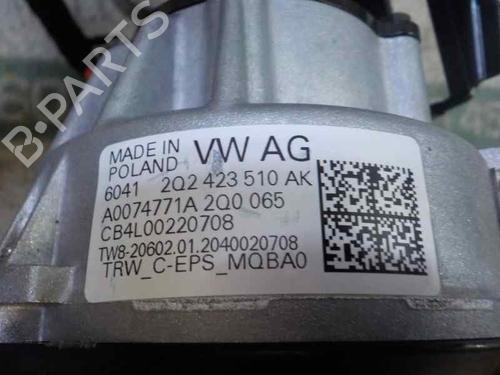 B-PARTS
MADE IN
POLAND VW AG
6041 2Q2 423 510 AK
A0074771A 2Q0 065
CB4L00220708
TW8-20602.01.2040020708
TRW_C-EPS_MQBA0